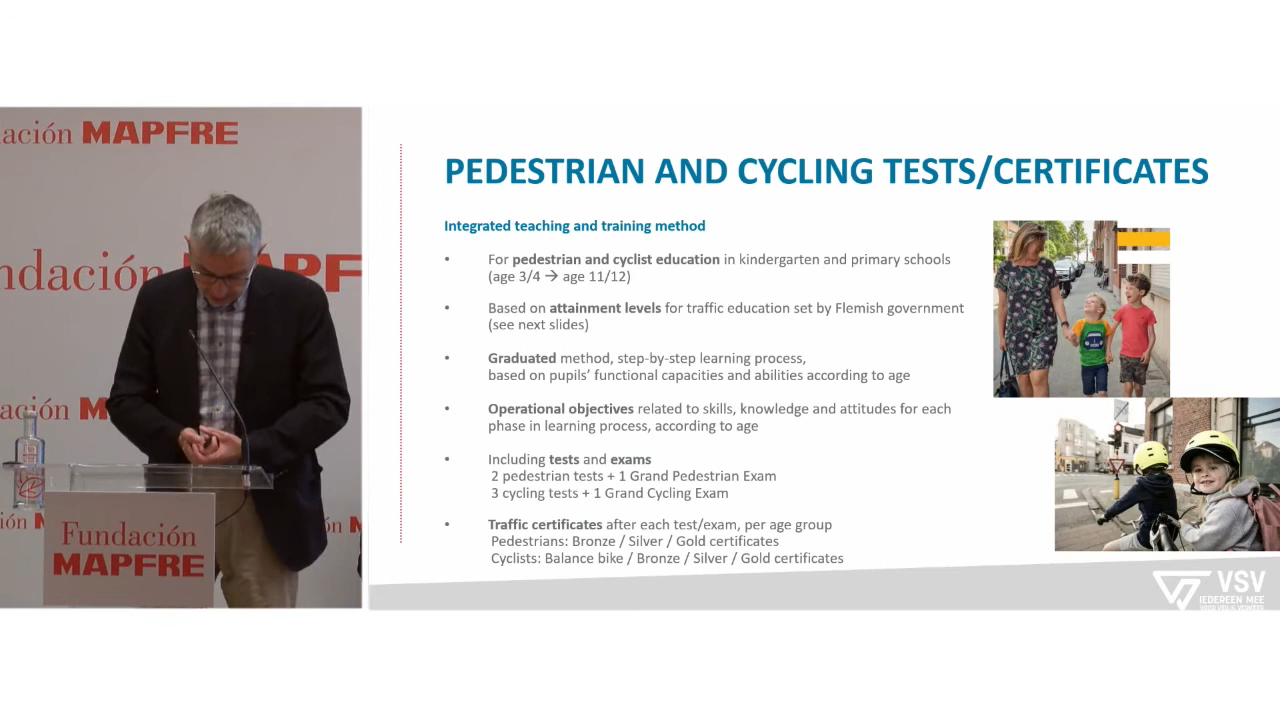 ación MAPFRE
ndación MAPF
ación M
ión M
ón M
Fundación
MAPFRE
PEDESTRIAN AND CYCLING TESTS/CERTIFICATES
Integrated teaching and training method
• For pedestrian and cyclist education in kindergarten and primary schools
(age 3/4 → age 11/12)
• Based on attainment levels for traffic education set by Flemish government
(see next slides)
• Graduated method, step-by-step learning process,
based on pupils’ functional capacities and abilities according to age
• Operational objectives related to skills, knowledge and attitudes for each
phase in learning process, according to age
• Including tests and exams
2 pedestrian tests + 1 Grand Pedestrian Exam
3 cycling tests + 1 Grand Cycling Exam
• Traffic certificates after each test/exam, per age group
Pedestrians: Bronze / Silver / Gold certificates
Cyclists: Balance bike / Bronze / Silver / Gold certificates
VSV
IEDEREEN MEE
VOOR VEILIG VERKEER